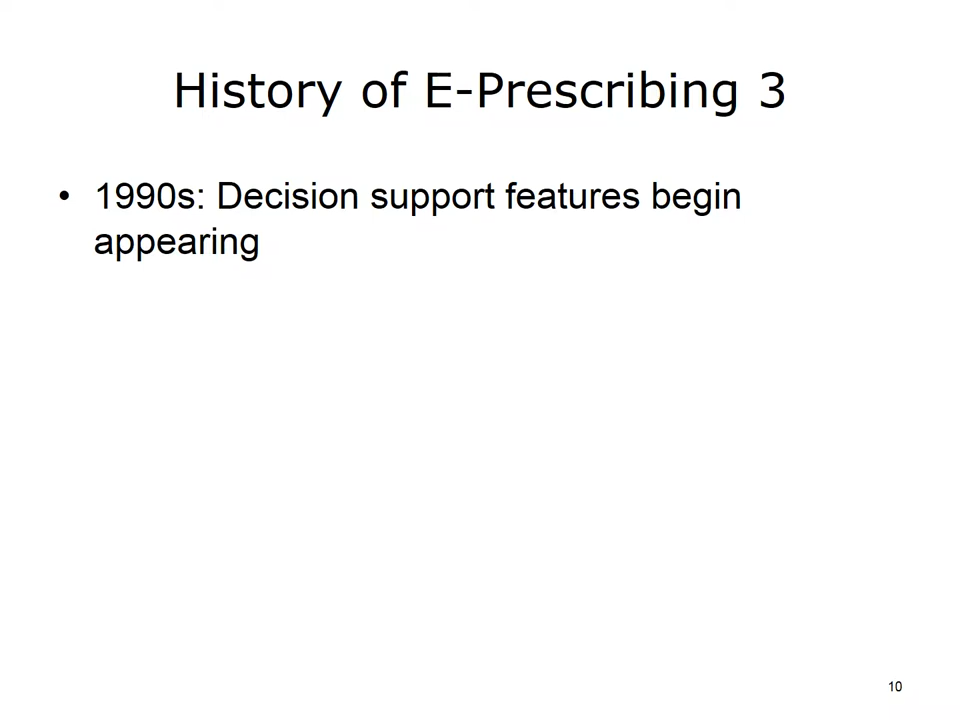 History of E-Prescribing 3
• 1990s: Decision support features begin
appearing
10